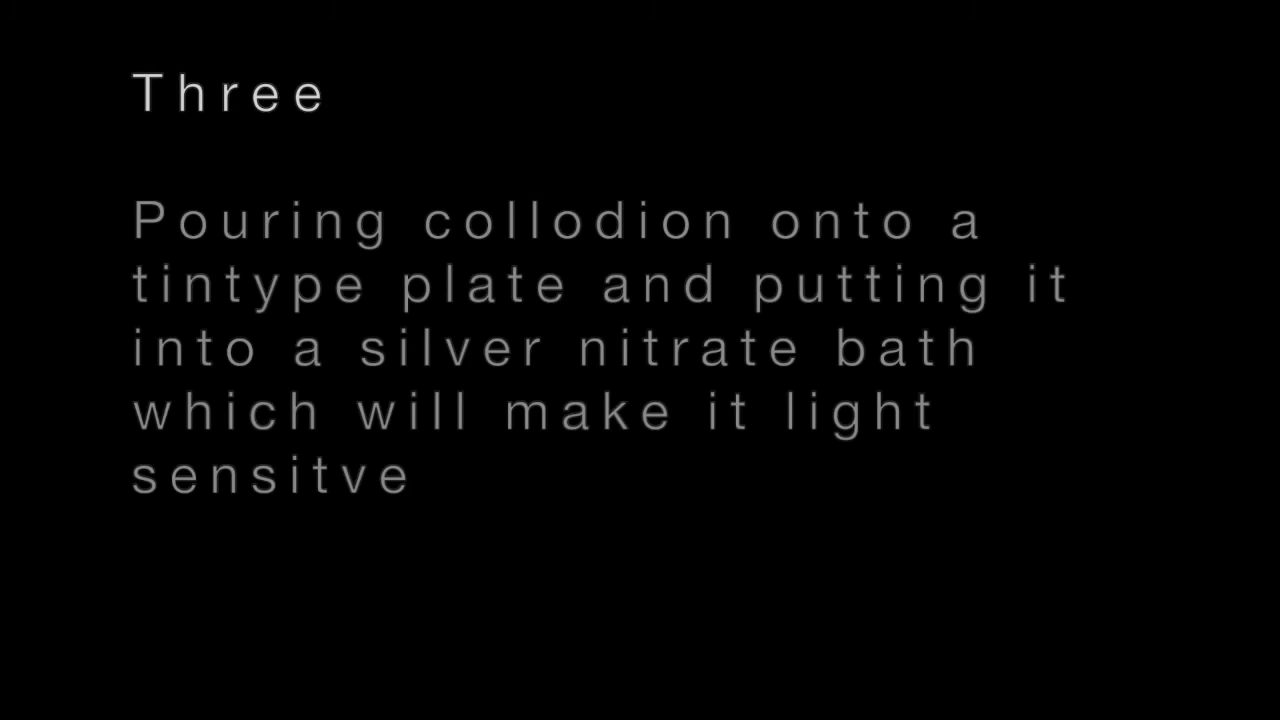 Three
Pouring collodion onto a
tintype plate and putting it
into a silver nitrate bath
which will make it light
sensitve